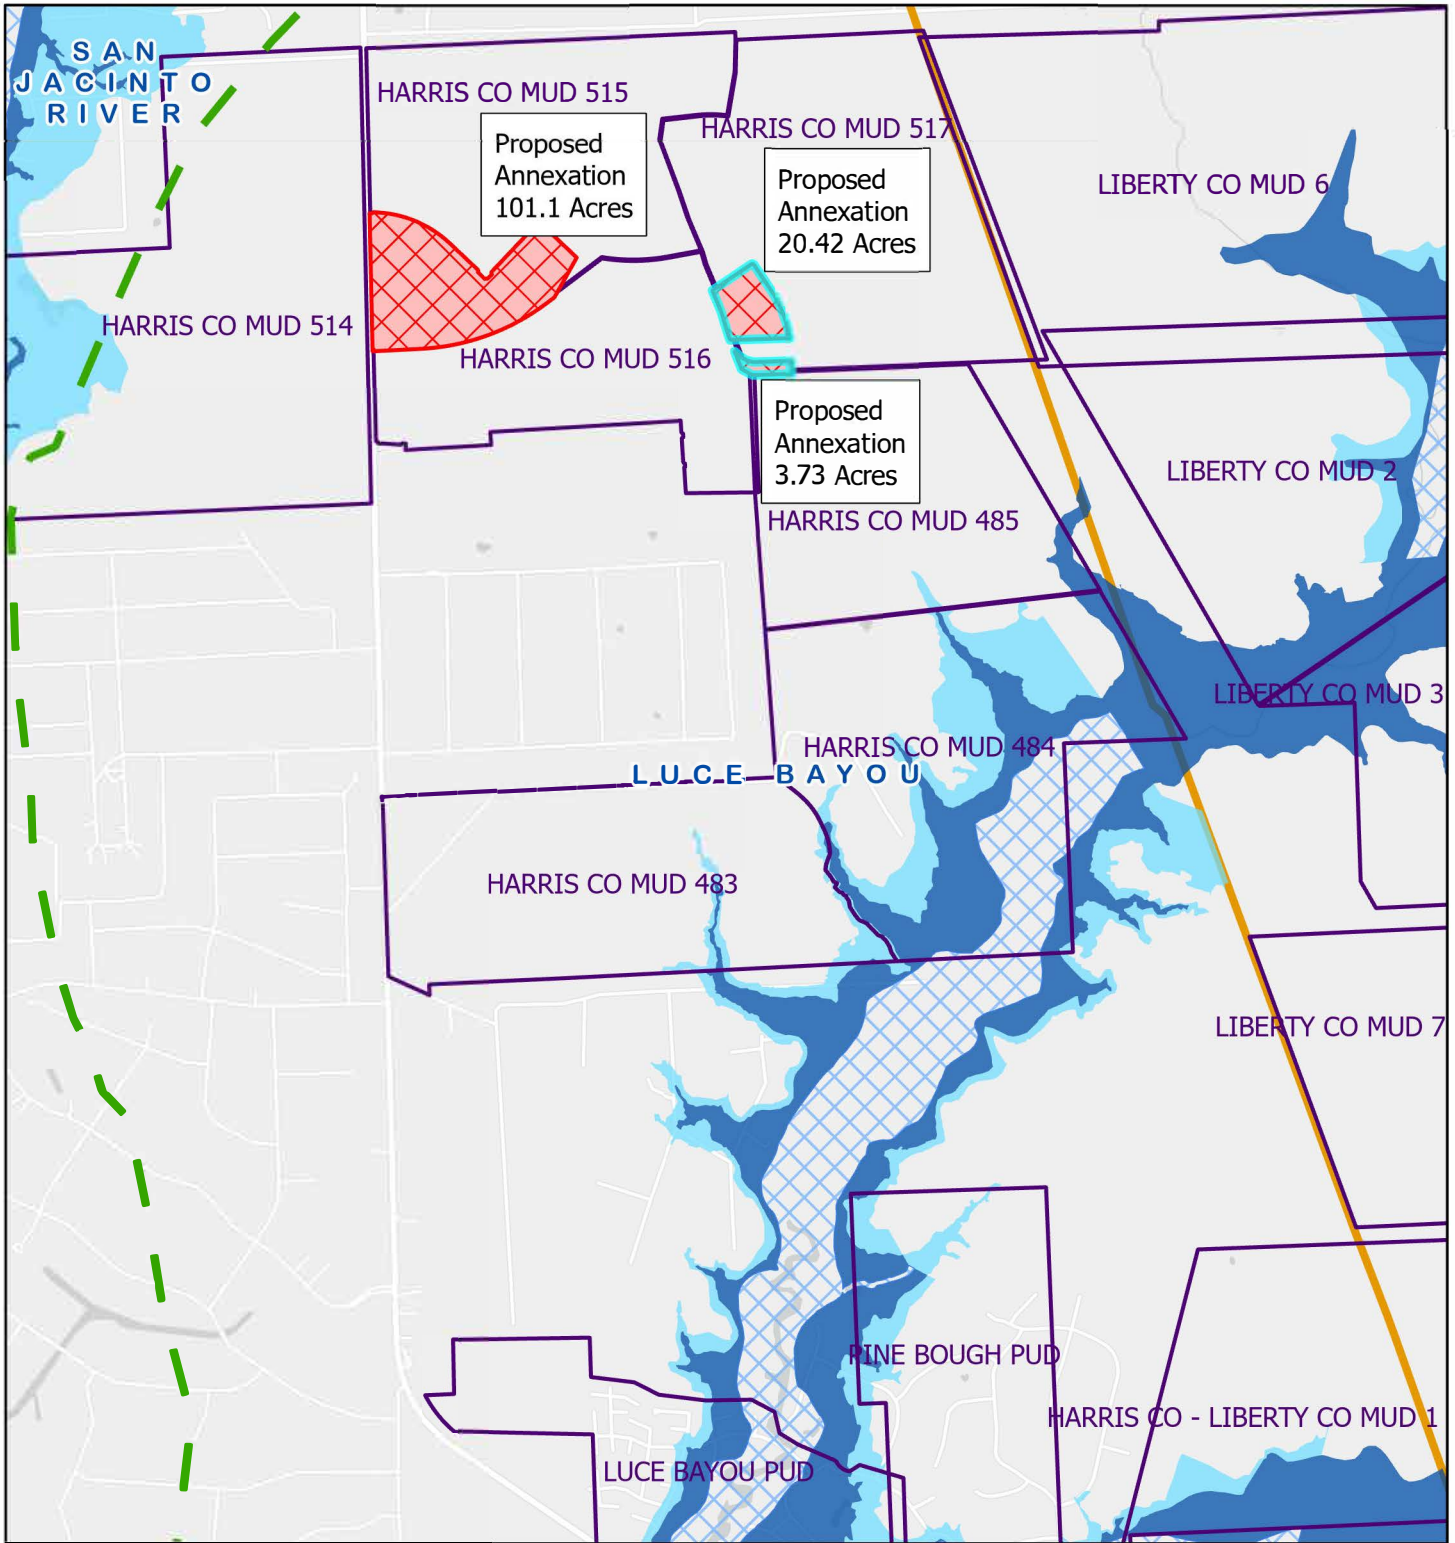 SAN
JACINTO
RIVER
HARRIS CO MUD 515
HARRIS CO MUD 517
Proposed
Annexation
101.1 Acres
Proposed
Annexation
20.42 Acres
LIBERTY CO MUD 6
HARRIS CO MUD 514
HARRIS CO MUD 516
Proposed
Annexation
3.73 Acres
LIBERTY CO MUD 2
HARRIS CO MUD 485
LIBERTY CO MUD 3
HARRIS CO MUD 484
LUCE BAYOU
HARRIS CO MUD 483
LIBERTY CO MUD 7
PINE BOUGH PUD
HARRIS CO - LIBERTY CO MUD 1
LUCE BAYOU PUD